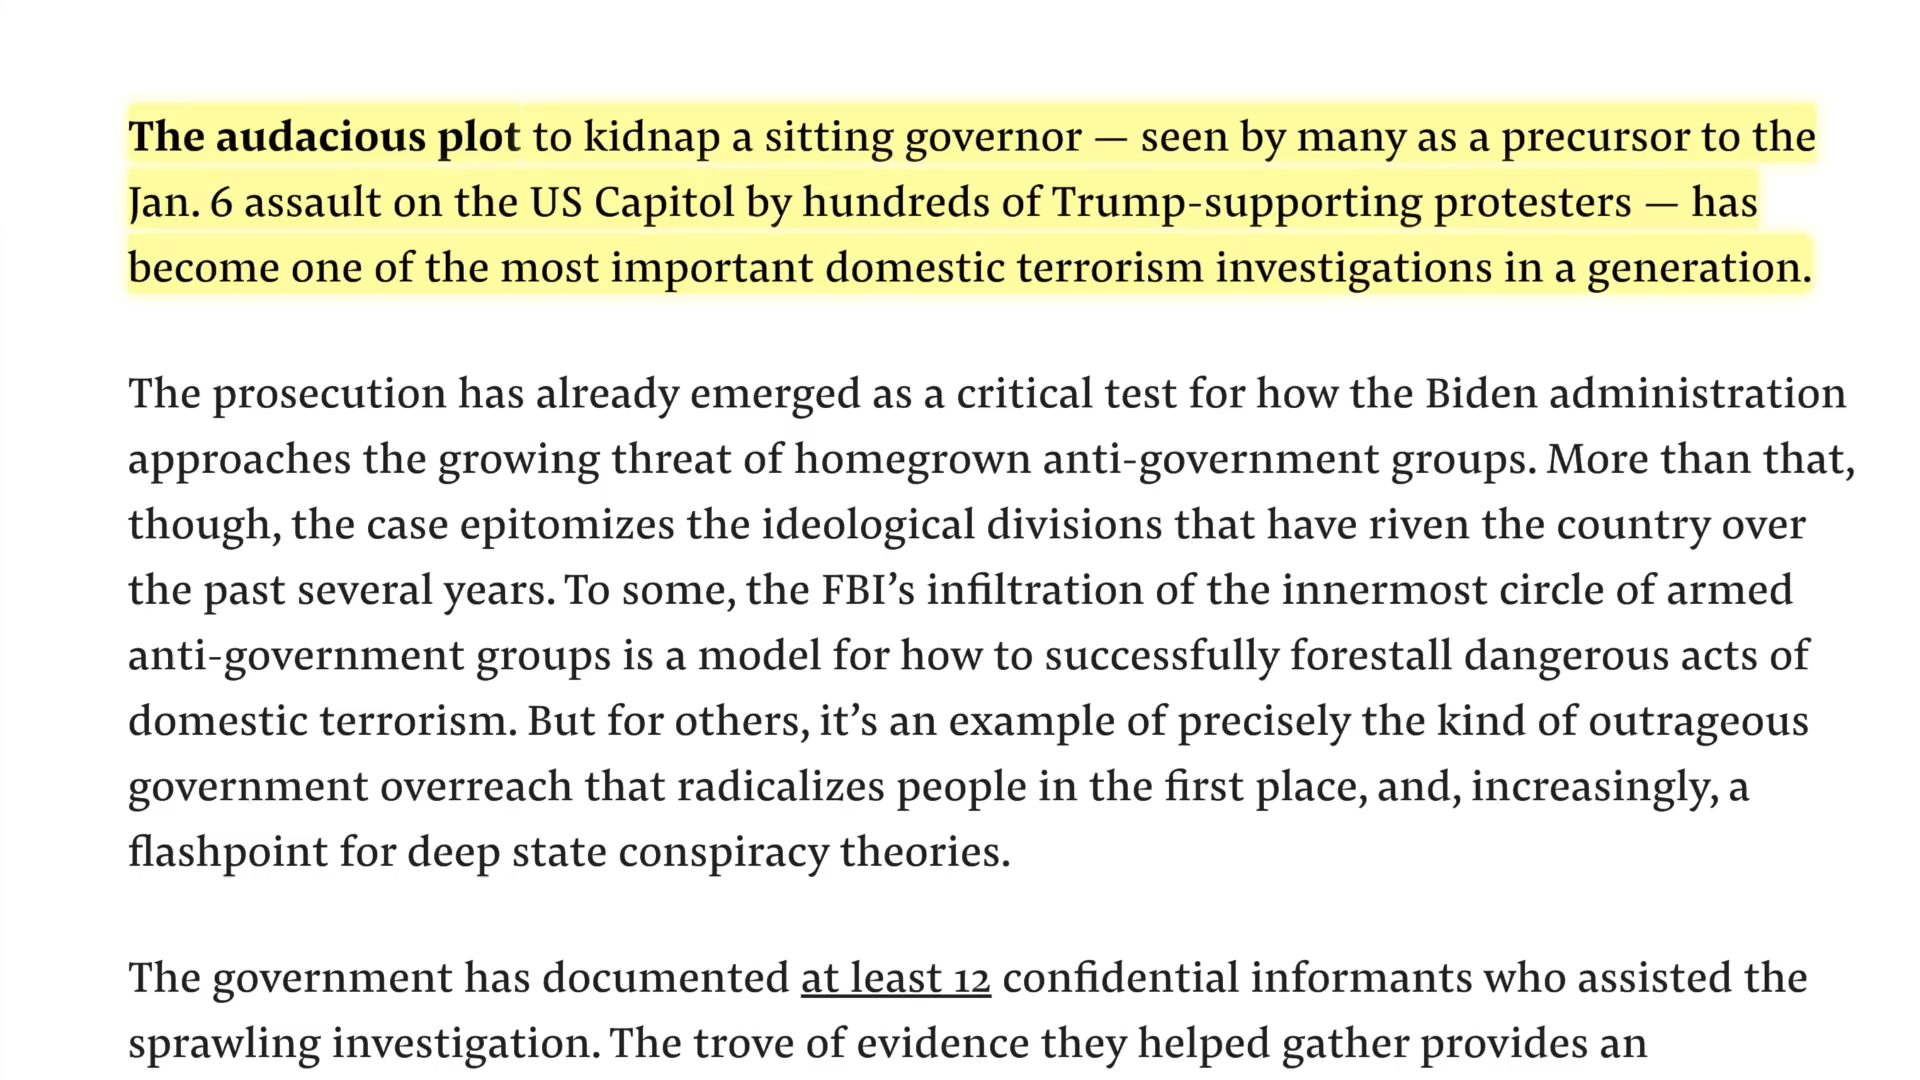 The audacious plot to kidnap a sitting governor — seen by many as a precursor to the
Jan. 6 assault on the US Capitol by hundreds of Trump-supporting protesters — has
become one of the most important domestic terrorism investigations in a generation.
The prosecution has already emerged as a critical test for how the Biden administration
approaches the growing threat of homegrown anti-government groups. More than that,
though, the case epitomizes the ideological divisions that have riven the country over
the past several years. To some, the FBI’s infiltration of the innermost circle of armed
anti-government groups is a model for how to successfully forestall dangerous acts of
domestic terrorism. But for others, it’s an example of precisely the kind of outrageous
government overreach that radicalizes people in the first place, and, increasingly, a
flashpoint for deep state conspiracy theories.
The government has documented at least 12 confidential informants who assisted the
sprawling investigation. The trove of evidence they helped gather provides an